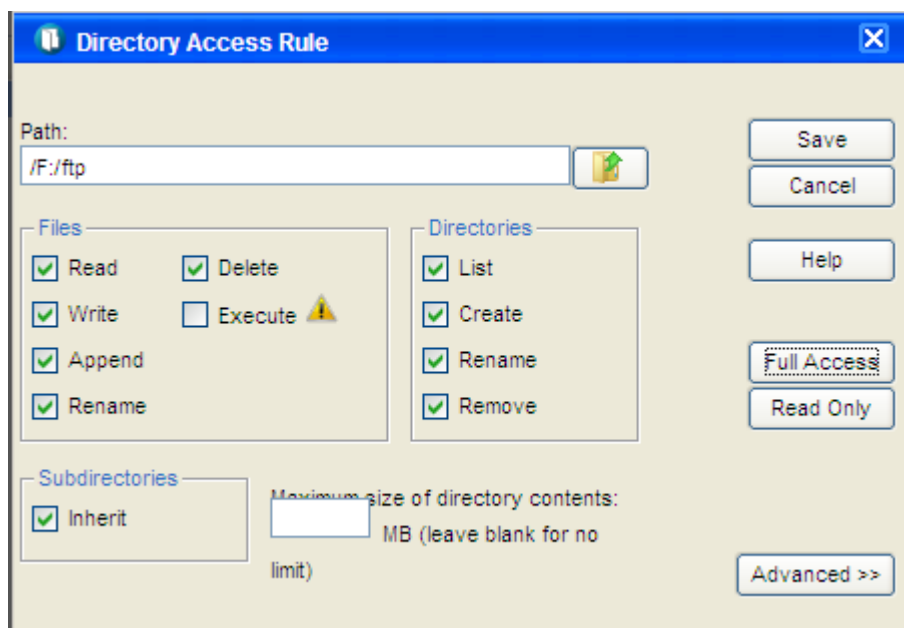 Directory Access Rule
Path:
/F:/ftp
Save
Cancel
Files
Directories
Read
Delete
List
Help
Write
Execute
Create
Append
Rename
Full Access
Rename
Remove
Read Only
Subdirectories
Inherit
Maximum size of directory contents:
MB (leave blank for no
limit)
Advanced >>